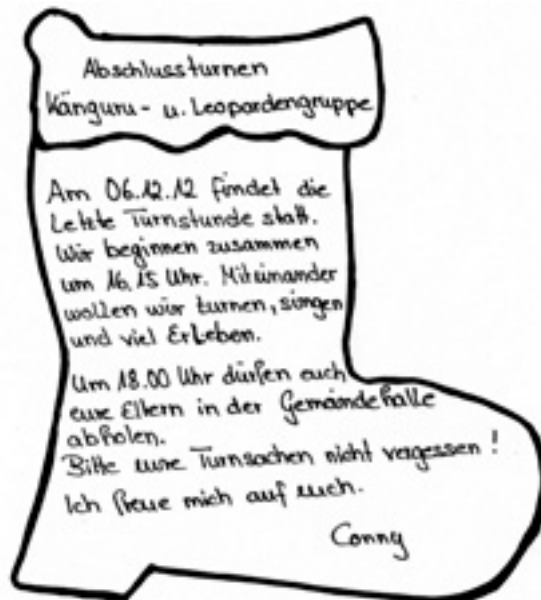 Abschlussturnen
Känguru- u. Leopardengruppe
Am 06.12.12 findet die
Letzte Turnstunde statt.
Wir beginnen zusammen
um 16.15 Uhr. Miteinander
wollen wir turnen, singen
und viel ErLeben.
Um 18.00 Uhr dürfen euch
eure Eltern in der Gemeindehalle
abholen.
Bitte eure Turnsachen nicht vergessen !
Ich freue mich auf euch.
Conny